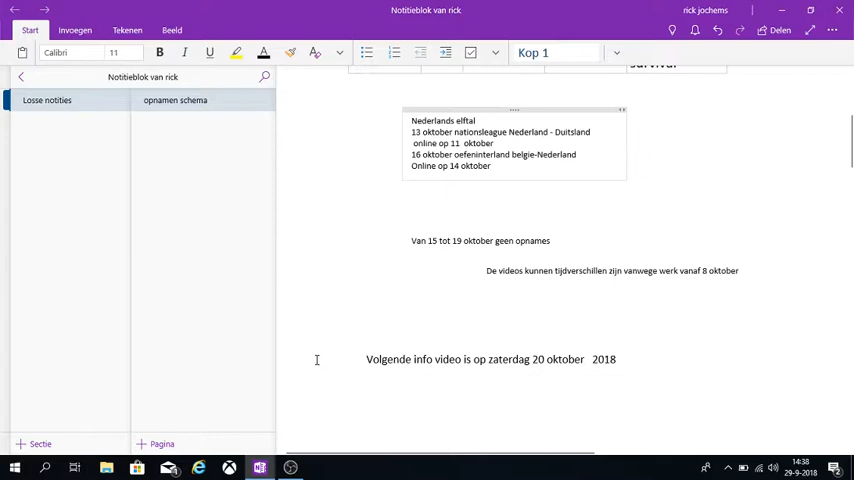 Notitieblok van rick
rick jochems
Start
Invoegen
Tekenen
Beeld
Delen
Calibri
11
B
I
U
A
A
Kop 1
Notitieblok van rick
Losse notities
opnamen schema
survival
Nederlands elftal
13 oktober nationsleague Nederland - Duitsland
online op 11 oktober
16 oktober oefeninterland belgie-Nederland
Online op 14 oktober
Van 15 tot 19 oktober geen opnames
De videos kunnen tijdverschillen zijn vanwege werk vanaf 8 oktober
Volgende info video is op zaterdag 20 oktober 2018
+ Sectie
+ Pagina
14:38
29-9-2018